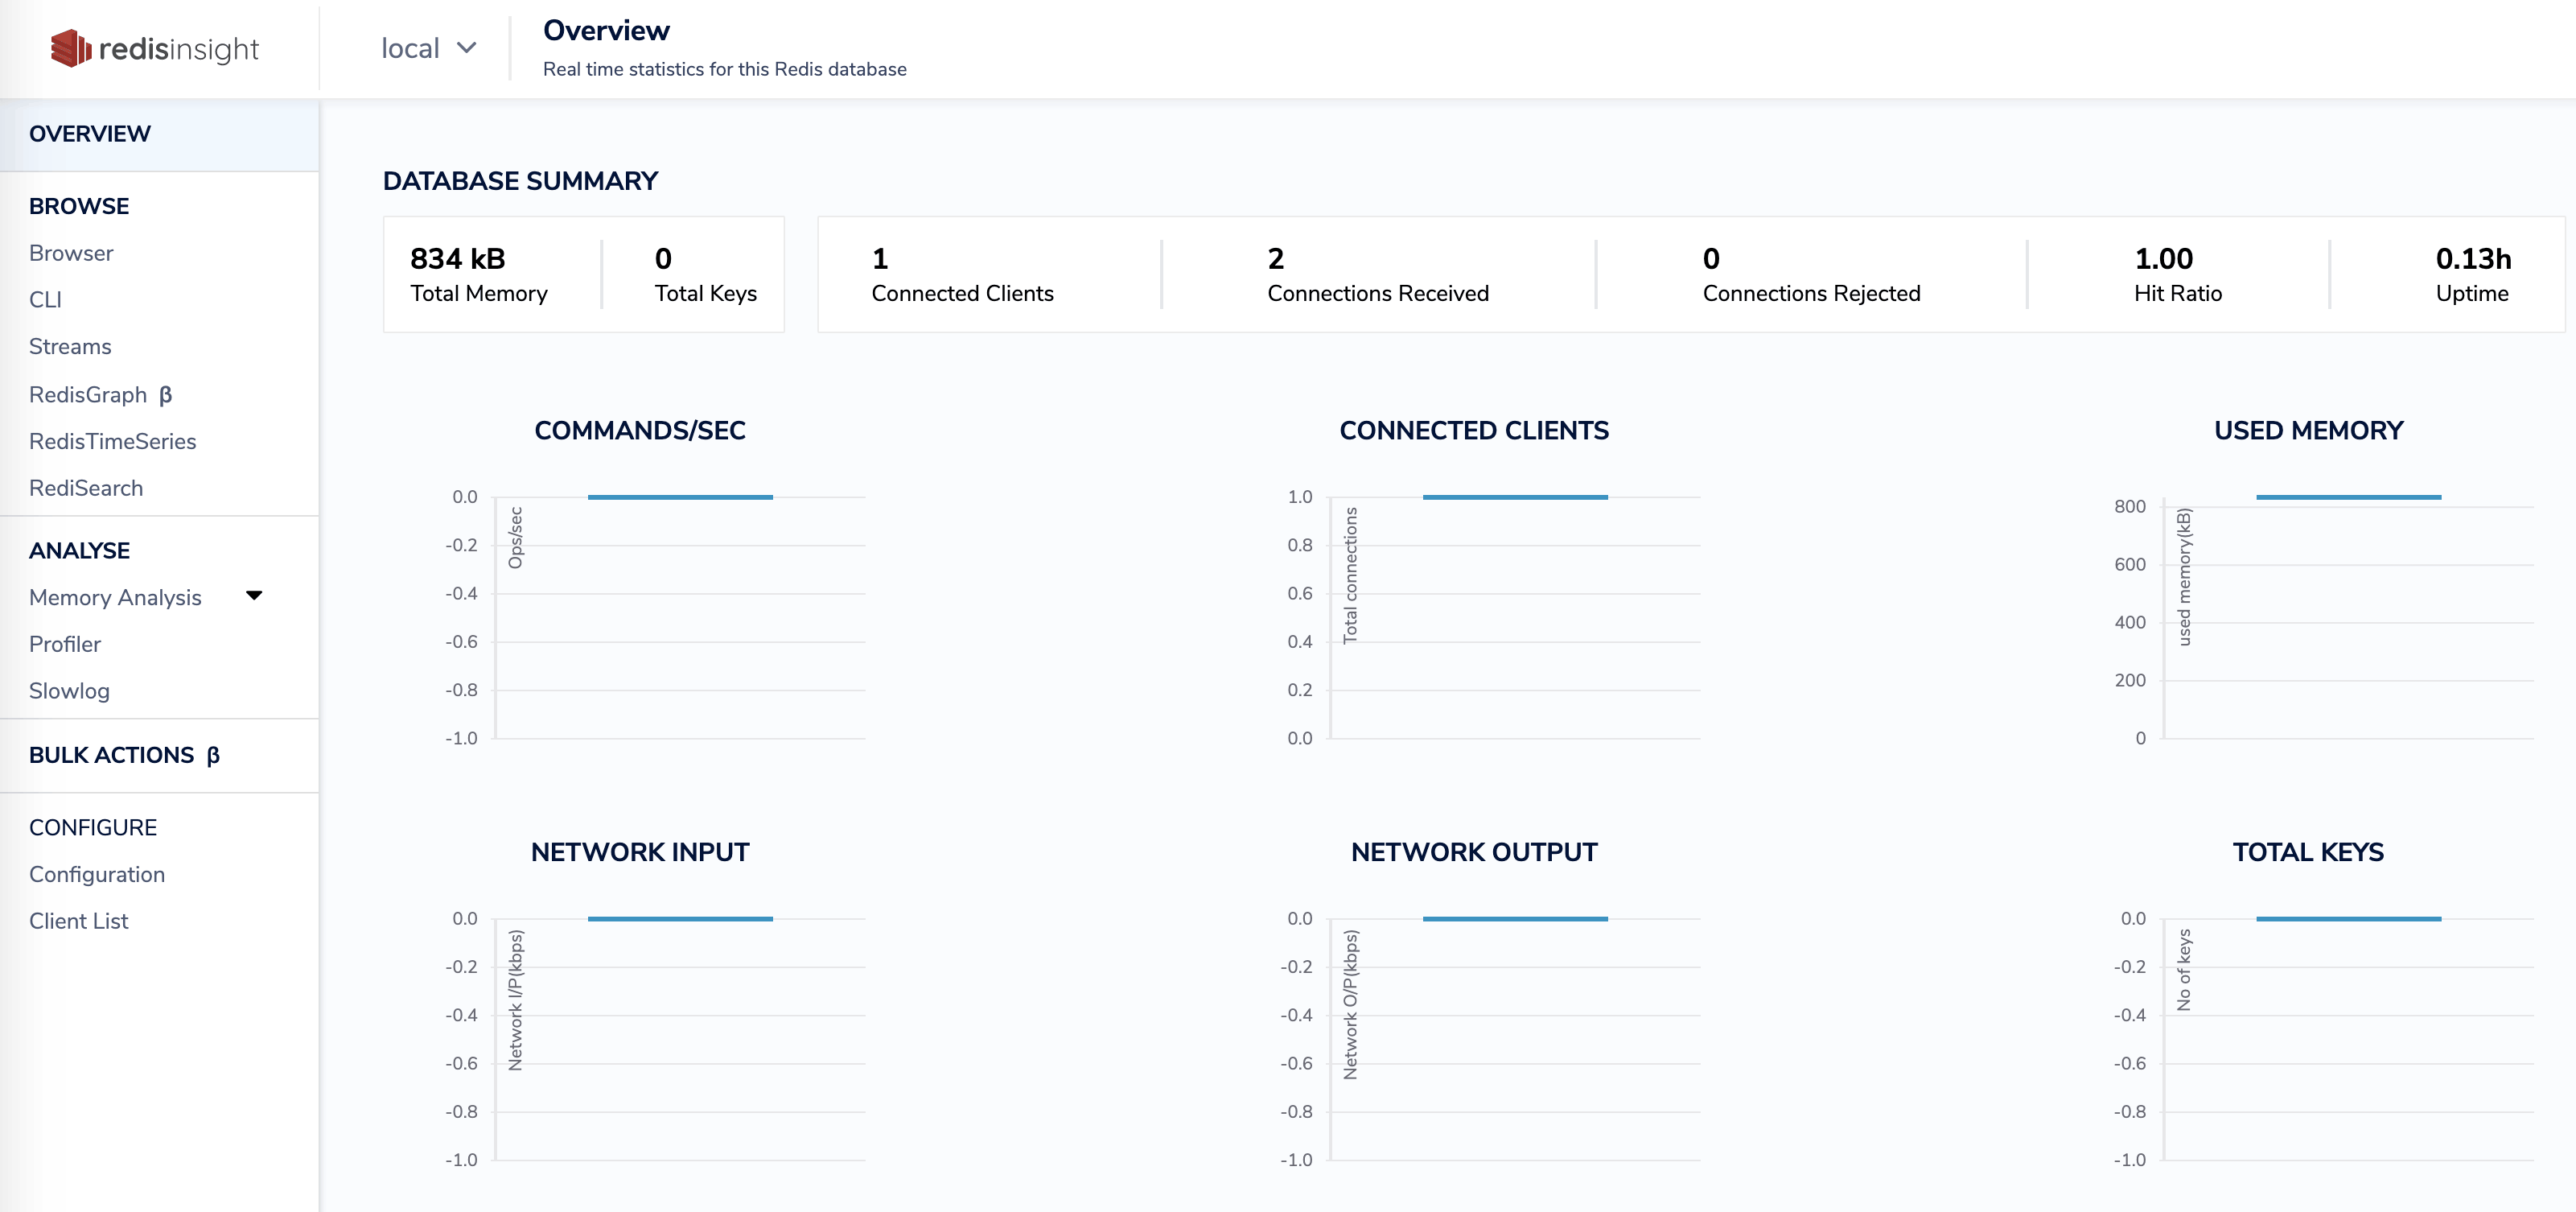 redisinsight
local
Overview
Real time statistics for this Redis database
OVERVIEW
BROWSE
Browser
CLI
Streams
RedisGraph β
RedisTimeSeries
RediSearch
ANALYSE
Memory Analysis
Profiler
Slowlog
BULK ACTIONS β
CONFIGURE
Configuration
Client List
DATABASE SUMMARY
834 kB
Total Memory
0
Total Keys
1
Connected Clients
2
Connections Received
0
Connections Rejected
1.00
Hit Ratio
0.13h
Uptime
COMMANDS/SEC
0.0
-0.2
-0.4
-0.6
-0.8
-1.0
Ops/sec
CONNECTED CLIENTS
1.0
0.8
0.6
0.4
0.2
0.0
Total connections
USED MEMORY
800
600
400
200
0
used memory(kB)
NETWORK INPUT
0.0
-0.2
-0.4
-0.6
-0.8
-1.0
Network I/P(kbps)
NETWORK OUTPUT
0.0
-0.2
-0.4
-0.6
-0.8
-1.0
Network O/P(kbps)
TOTAL KEYS
0.0
-0.2
-0.4
-0.6
-0.8
-1.0
No of keys